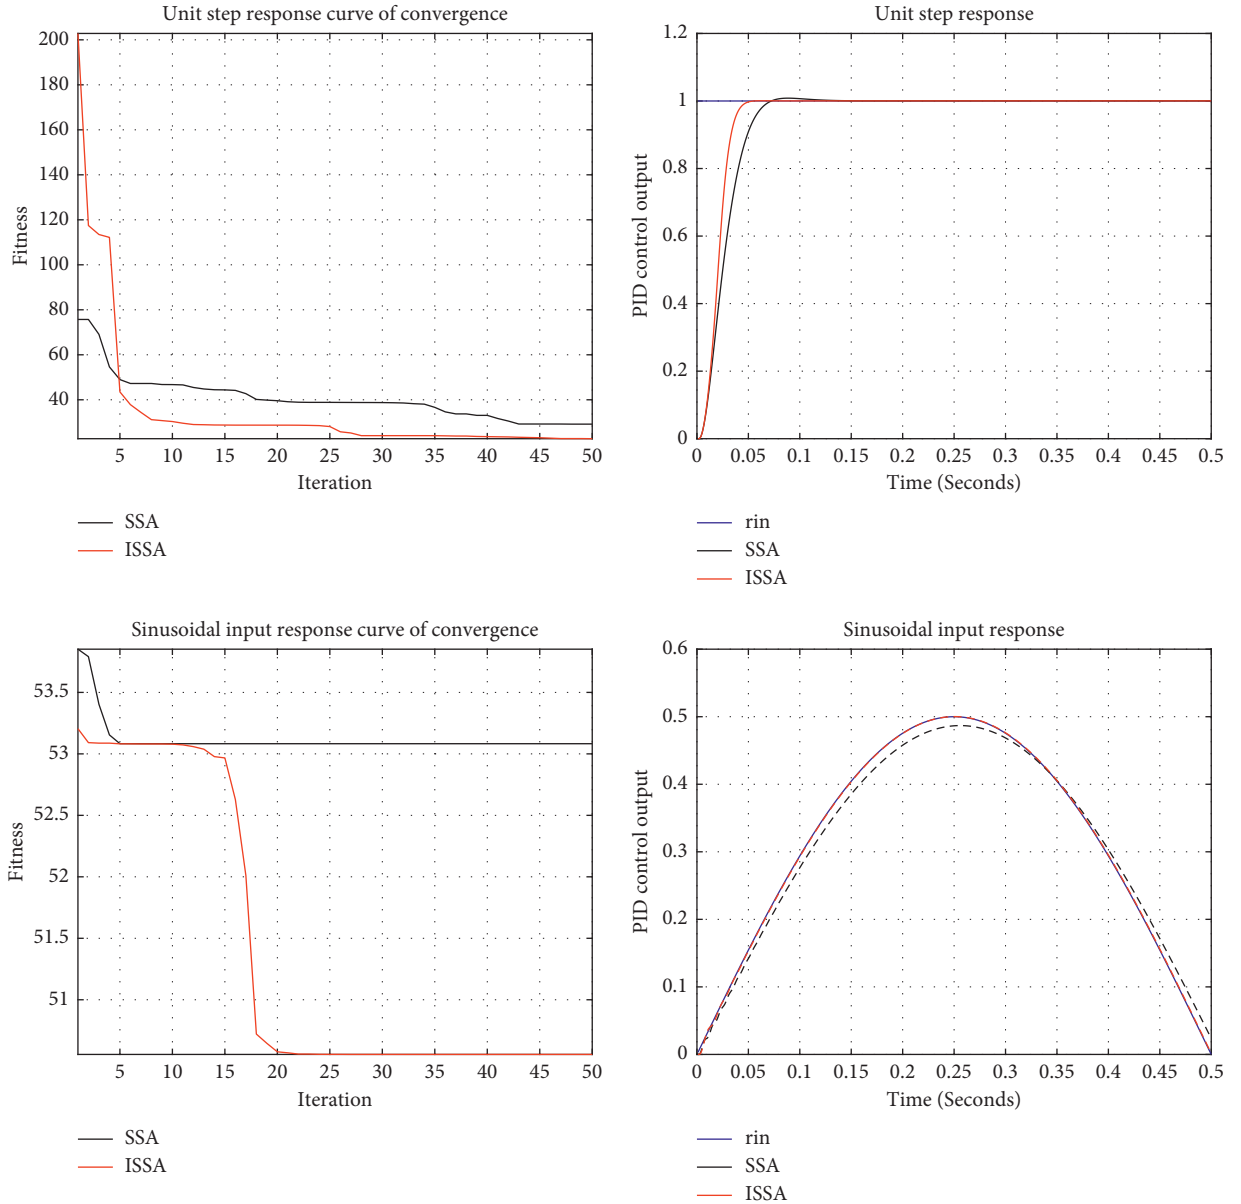 Unit step response curve of convergence
200
180
160
140
120
100
80
60
40
Fitness
5 10 15 20 25 30 35 40 45 50
Iteration
SSA
ISSA
Unit step response
1.2
1
0.8
0.6
0.4
0.2
0
PID control output
0 0.05 0.1 0.15 0.2 0.25 0.3 0.35 0.4 0.45 0.5
Time (Seconds)
rin
SSA
ISSA
Sinusoidal input response curve of convergence
53.5
53
52.5
52
51.5
51
Fitness
5 10 15 20 25 30 35 40 45 50
Iteration
SSA
ISSA
Sinusoidal input response
0.6
0.5
0.4
0.3
0.2
0.1
0
PID control output
0 0.05 0.1 0.15 0.2 0.25 0.3 0.35 0.4 0.45 0.5
Time (Seconds)
rin
SSA
ISSA